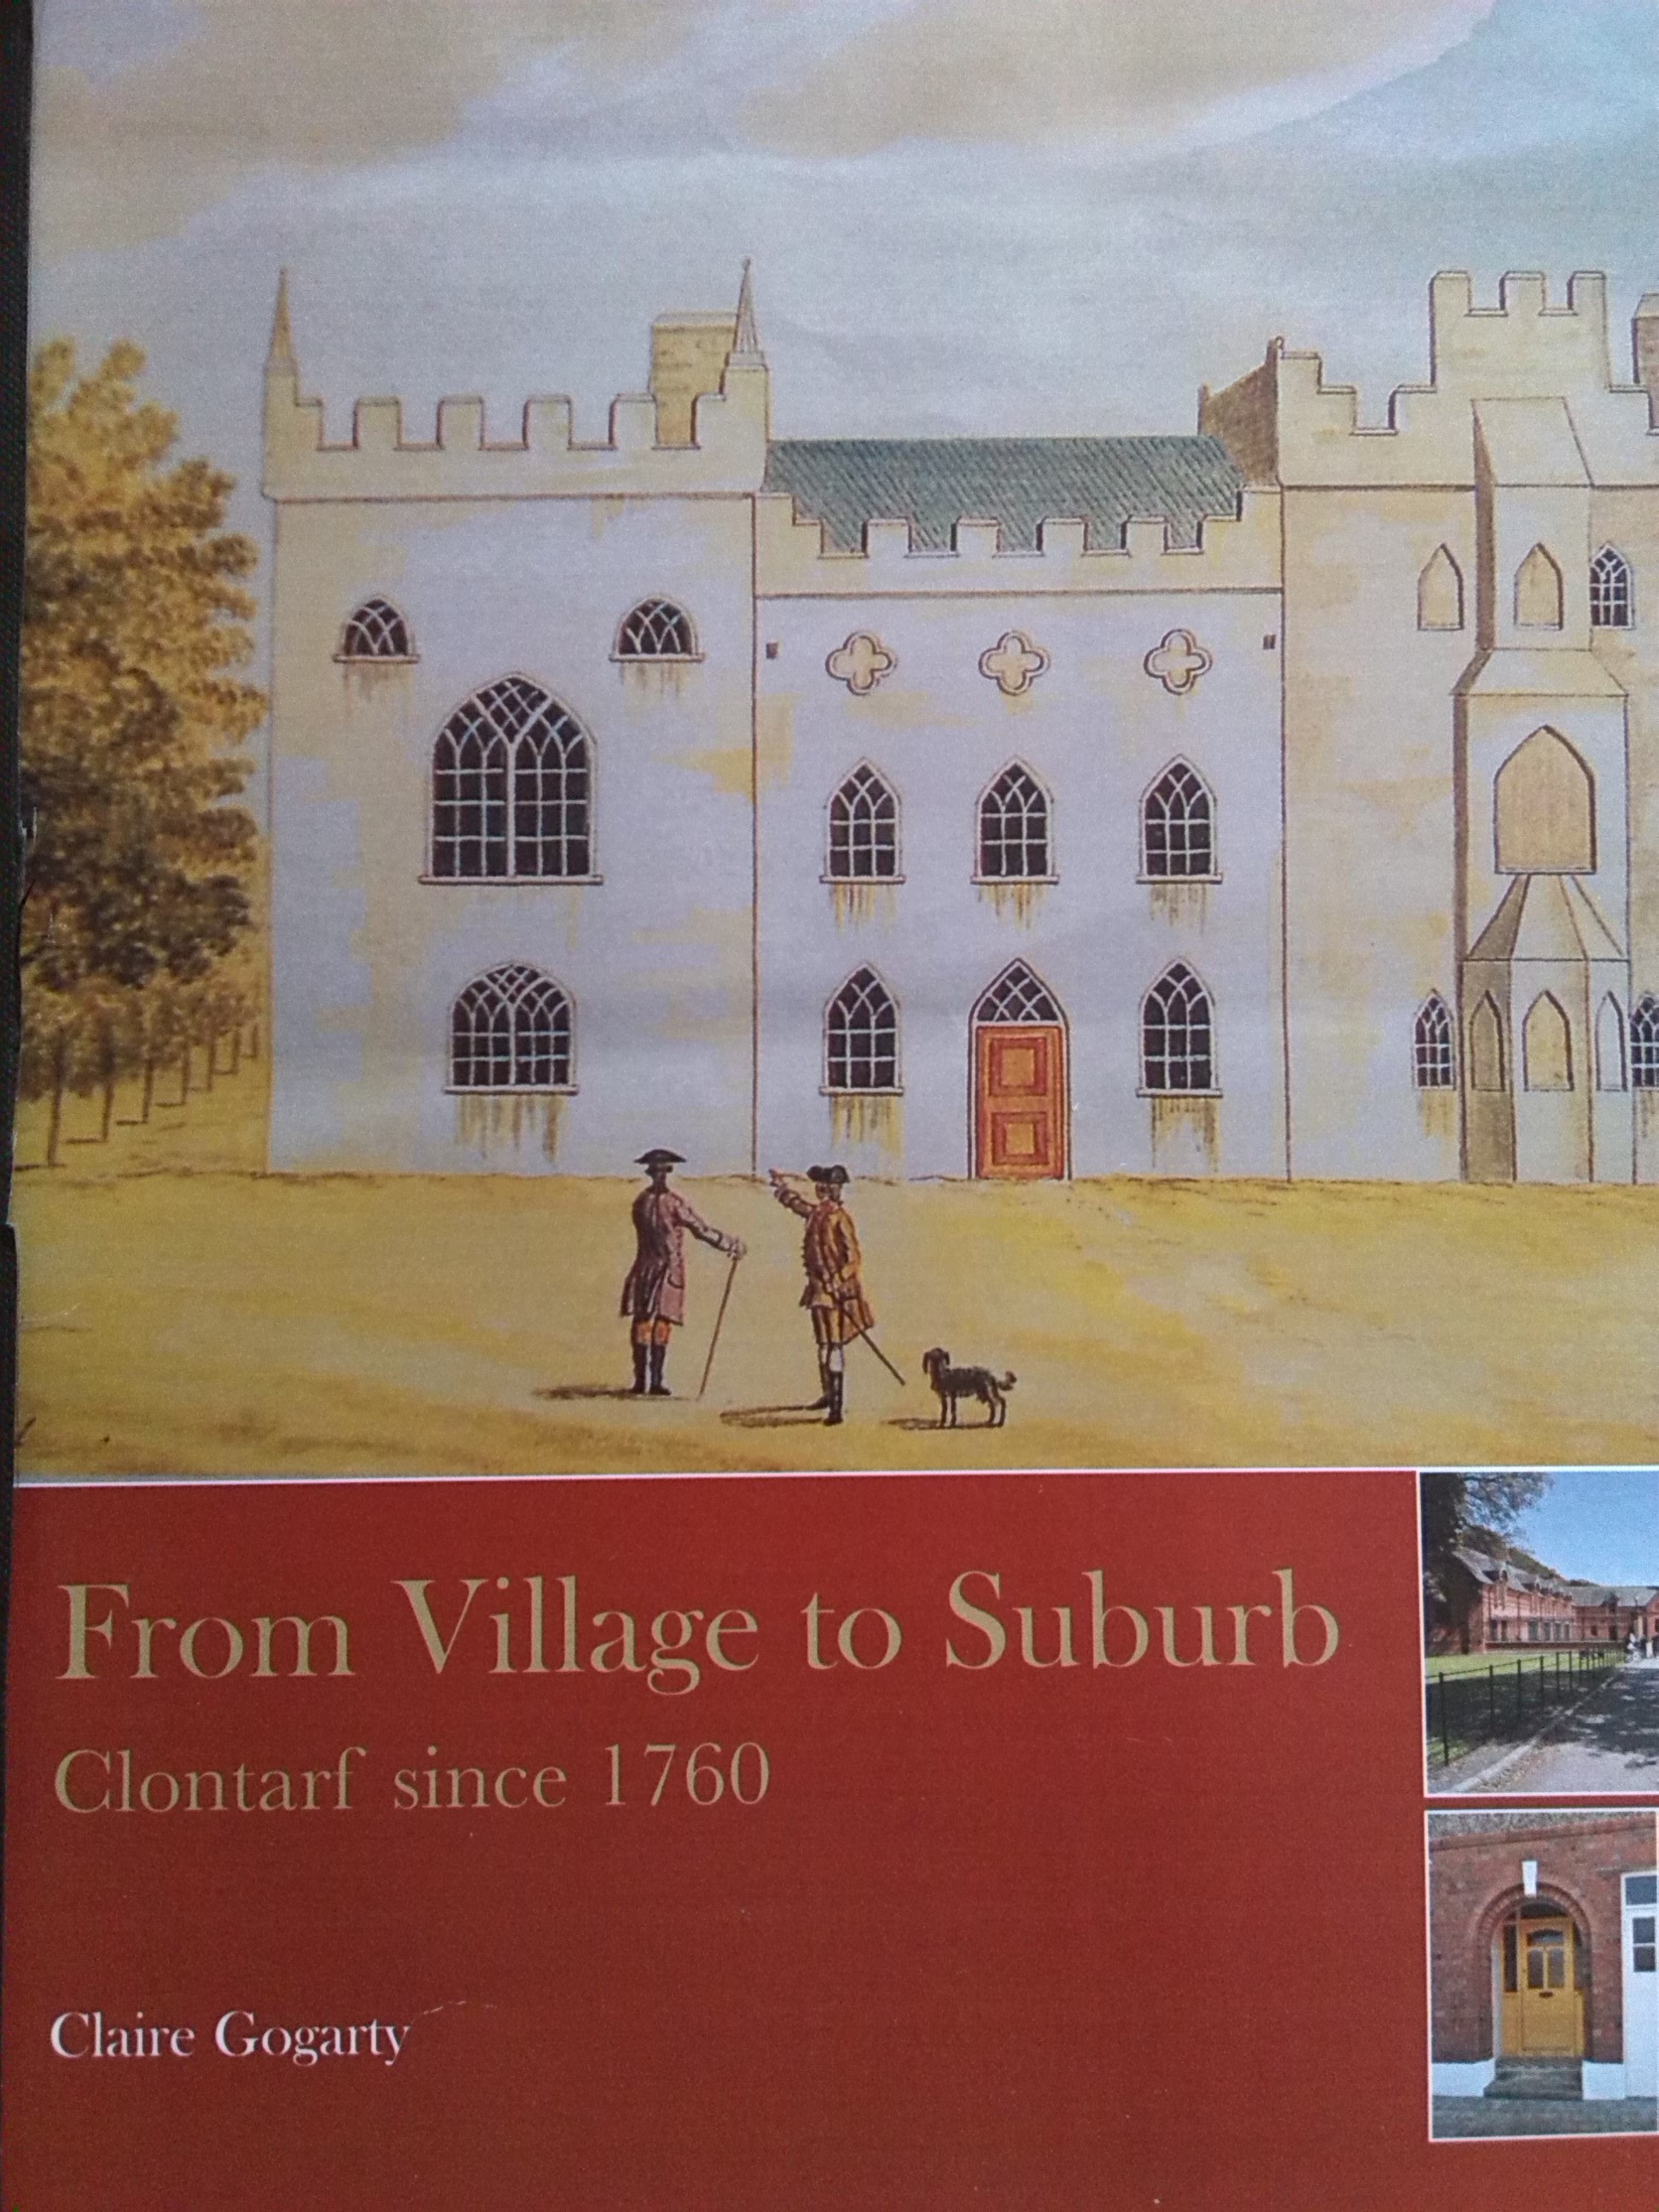 From Village to Suburb
Clontarf since 1760
Claire Gogarty